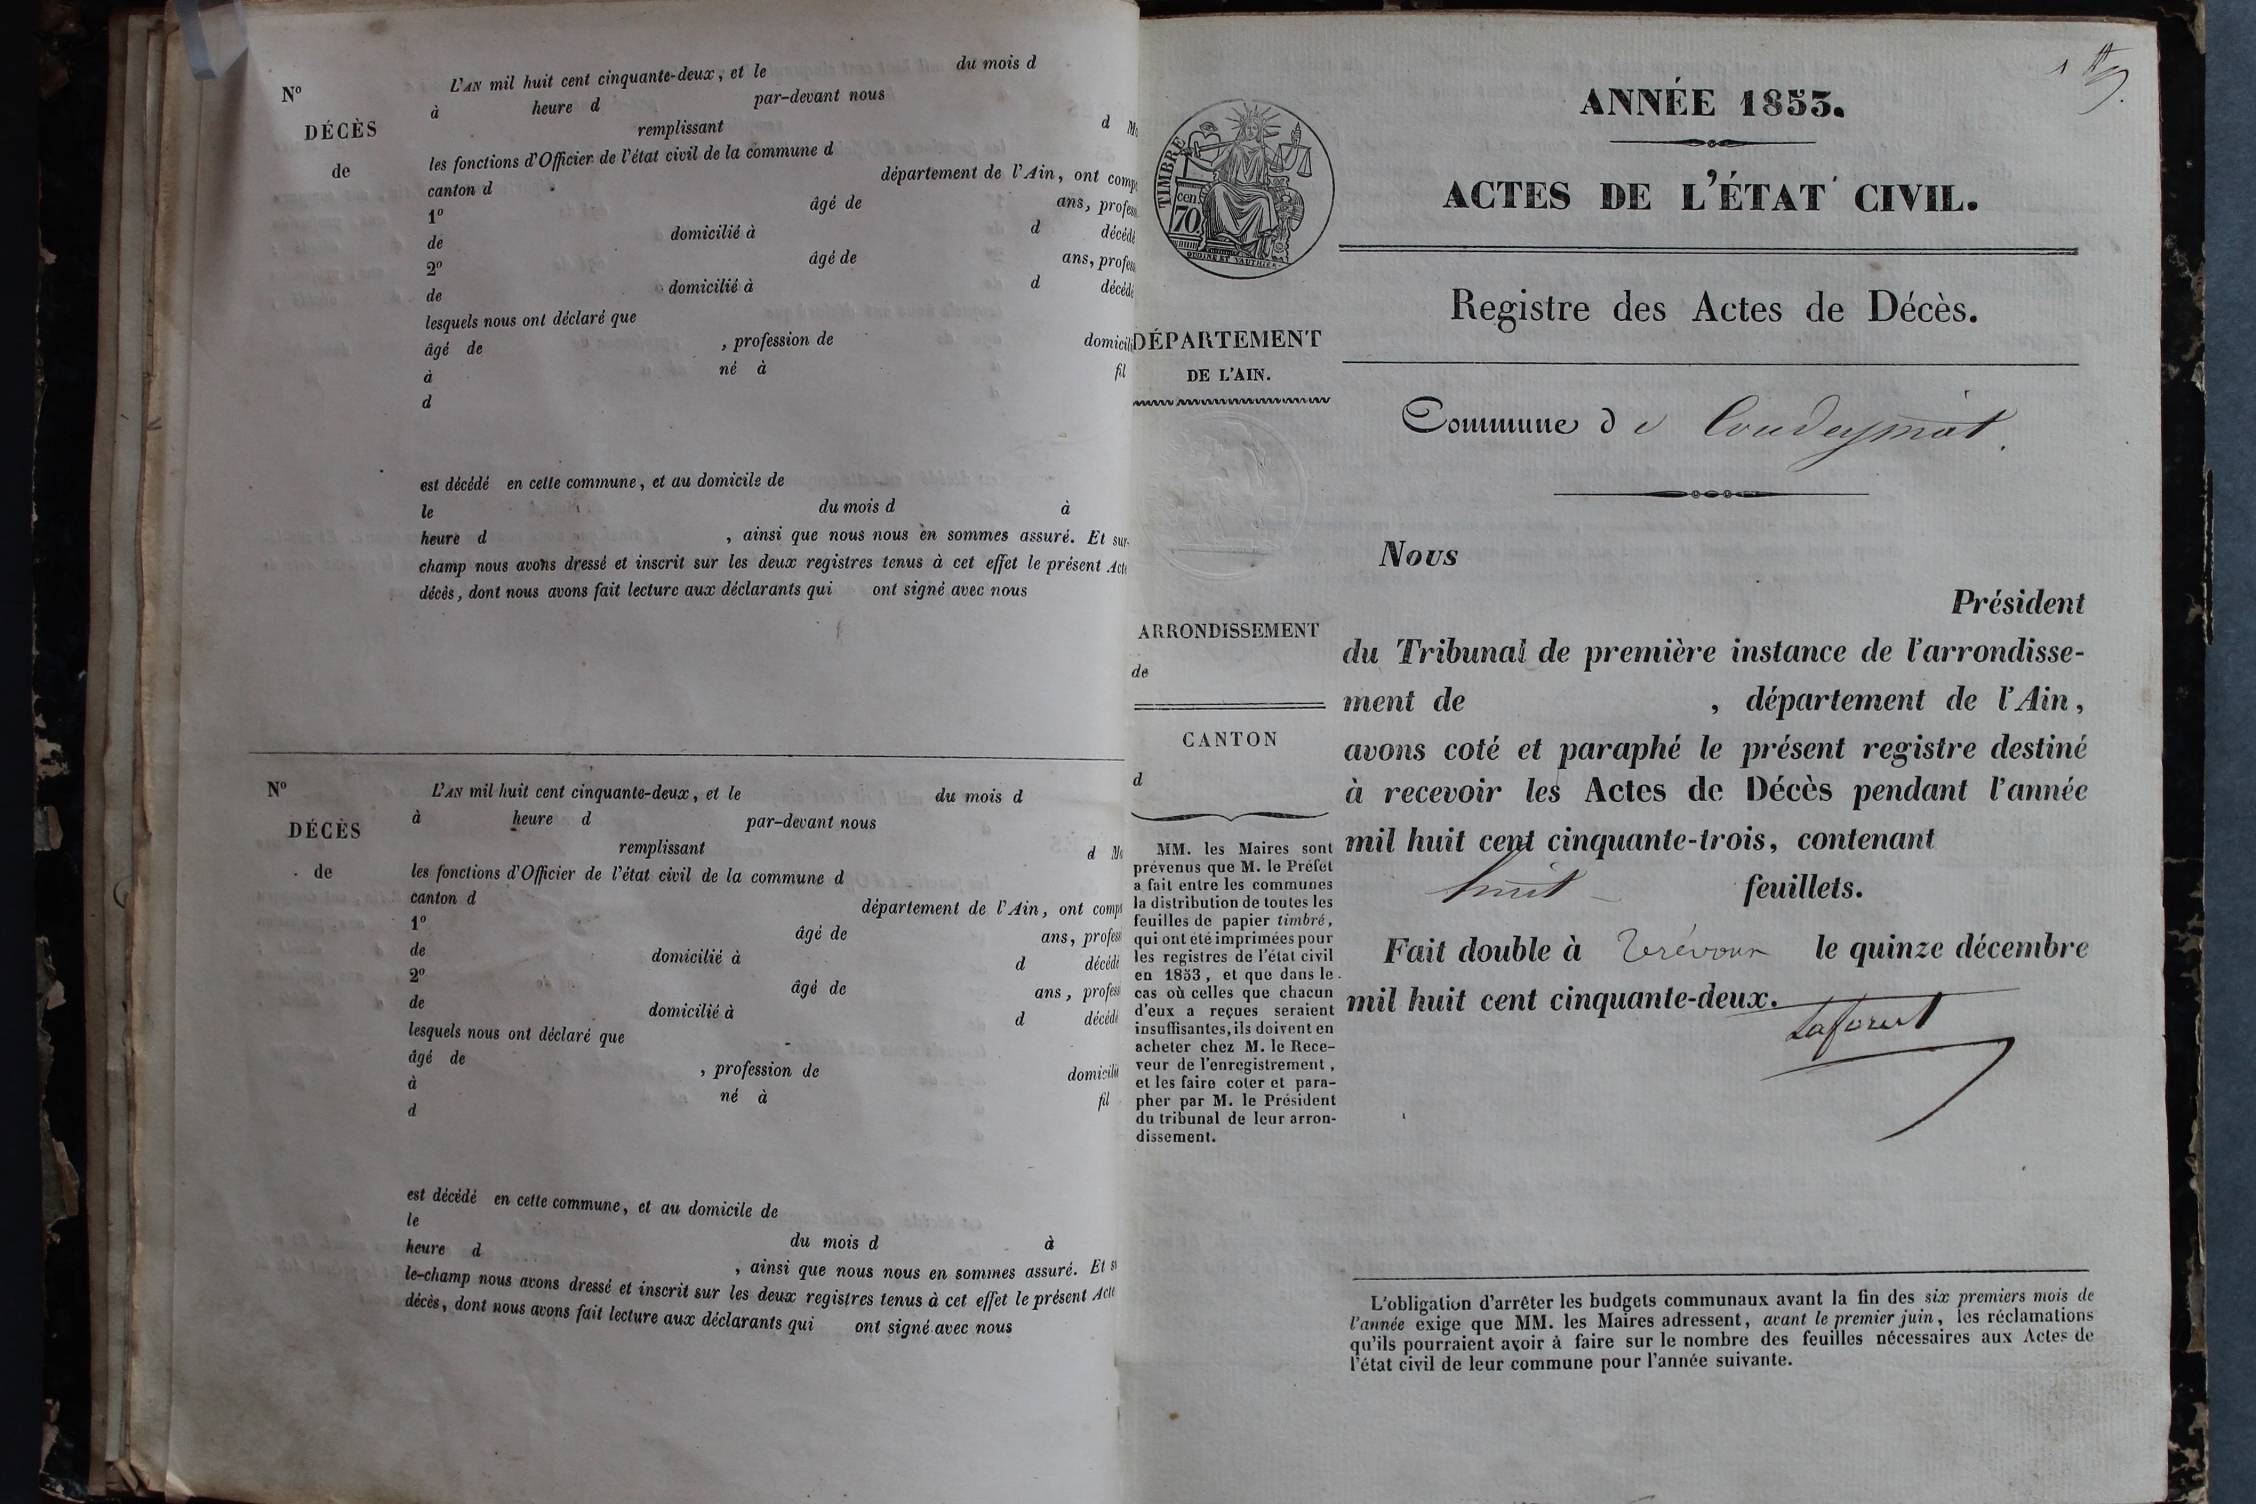 Nº
DÉCÈS
de
L'AN mil huit cent cinquante-deux, et le du mois d
à heure d par-devant nous
remplissant d M
les fonctions d'Officier de l'état civil de la commune d
canton d département de l'Ain, ont comp
1º âgé de ans, profess
de domicilié à d décédé
2º âgé de ans, profess
de domicilié à d décédé
lesquels nous ont déclaré que
âgé de , profession de domicili
à né à fil
d
est décédé en cette commune, et au domicile de
le du mois d à
heure d , ainsi que nous nous en sommes assuré. Et sur-
champ nous avons dressé et inscrit sur les deux registres tenus à cet effet le présent Acte
décès, dont nous avons fait lecture aux déclarants qui ont signé avec nous
Nº
DÉCÈS
de
L'AN mil huit cent cinquante-deux, et le du mois d
à heure d par-devant nous
remplissant d M
les fonctions d'Officier de l'état civil de la commune d
canton d département de l'Ain, ont comp
1º âgé de ans, profess
de domicilié à d décédé
2º âgé de ans, profess
de domicilié à d décédé
lesquels nous ont déclaré que
âgé de , profession de domicilié
à né à fil
d
est décédé en cette commune, et au domicile de
le du mois d à
heure d , ainsi que nous nous en sommes assuré. Et s
le-champ nous avons dressé et inscrit sur les deux registres tenus à cet effet le présent Acte
décès, dont nous avons fait lecture aux déclarants qui ont signé avec nous
TIMBRE
cen.
70
OUDINÉ ET VAUTHIER
DÉPARTEMENT
DE L'AIN.
ARRONDISSEMENT
de
CANTON
d
MM. les Maires sont
prévenus que M. le Préfet
a fait entre les communes
la distribution de toutes les
feuilles de papier timbré,
qui ont été imprimées pour
les registres de l'état civil
en 1853, et que dans le
cas où celles que chacun
d'eux a reçues seraient
insuffisantes, ils doivent en
acheter chez M. le Rece-
veur de l'enregistrement,
et les faire coter et para-
pher par M. le Président
du tribunal de leur arron-
dissement.
ANNÉE 1853.
ACTES DE L'ÉTAT CIVIL.
Registre des Actes de Décès.
Commune de Condeyssiat.
Nous
Président
du Tribunal de première instance de l'arrondisse-
ment de , département de l'Ain,
avons coté et paraphé le présent registre destiné
à recevoir les Actes de Décès pendant l'année
mil huit cent cinquante-trois, contenant
huit feuillets.
Fait double à Trévoux le quinze décembre
mil huit cent cinquante-deux.
Laforest
L'obligation d'arrêter les budgets communaux avant la fin des six premiers mois de
l'année exige que MM. les Maires adressent, avant le premier juin, les réclamations
qu'ils pourraient avoir à faire sur le nombre des feuilles nécessaires aux Actes de
l'état civil de leur commune pour l'année suivante.